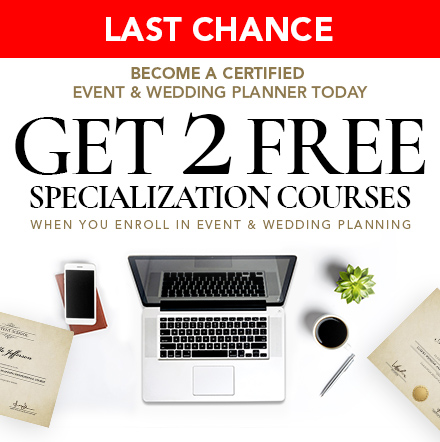 LAST CHANCE
BECOME A CERTIFIED
EVENT & WEDDING PLANNER TODAY
GET 2 FREE
SPECIALIZATION COURSES
WHEN YOU ENROLL IN EVENT & WEDDING PLANNING
Jefferson